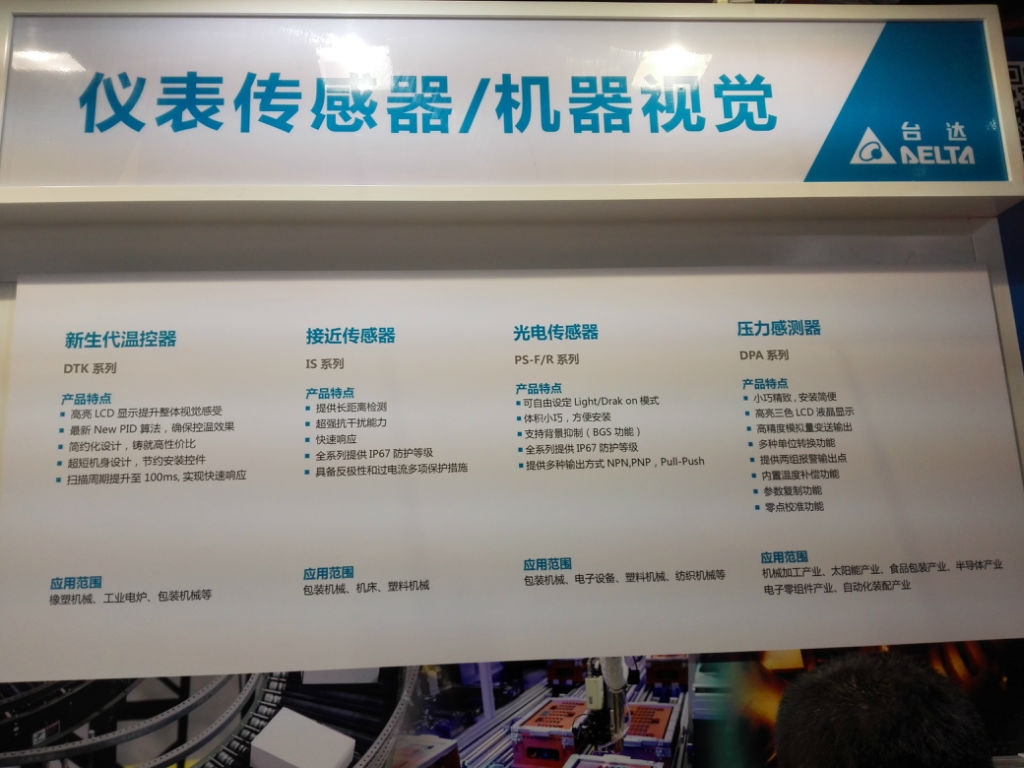 仪表传感器/机器视觉
台达
DELTA
新生代温控器
DTK 系列
产品特点
▪ 高亮 LCD 显示提升整体视觉感受
▪ 最新 New PID 算法，确保控温效果
▪ 简约化设计，铸就高性价比
▪ 超短机身设计，节约安装控件
▪ 扫描周期提升至 100ms, 实现快速响应
应用范围
橡塑机械、工业电炉、包装机械等
接近传感器
IS 系列
产品特点
▪ 提供长距离检测
▪ 超强抗干扰能力
▪ 快速响应
▪ 全系列提供 IP67 防护等级
▪ 具备反极性和过电流多项保护措施
应用范围
包装机械、机床、塑料机械
光电传感器
PS-F/R 系列
产品特点
▪ 可自由设定 Light/Drak on 模式
▪ 体积小巧，方便安装
▪ 支持背景抑制（BGS 功能）
▪ 全系列提供 IP67 防护等级
▪ 提供多种输出方式 NPN,PNP，Pull-Push
应用范围
包装机械、电子设备、塑料机械、纺织机械等
压力感测器
DPA 系列
产品特点
▪ 小巧精致，安装简便
▪ 高亮三色 LCD 液晶显示
▪ 高精度模拟量变送输出
▪ 多种单位转换功能
▪ 提供两组报警输出点
▪ 内置温度补偿功能
▪ 参数复制功能
▪ 零点校准功能
应用范围
机械加工产业、太阳能产业、食品包装产业、半导体产业
电子零组件产业、自动化装配产业